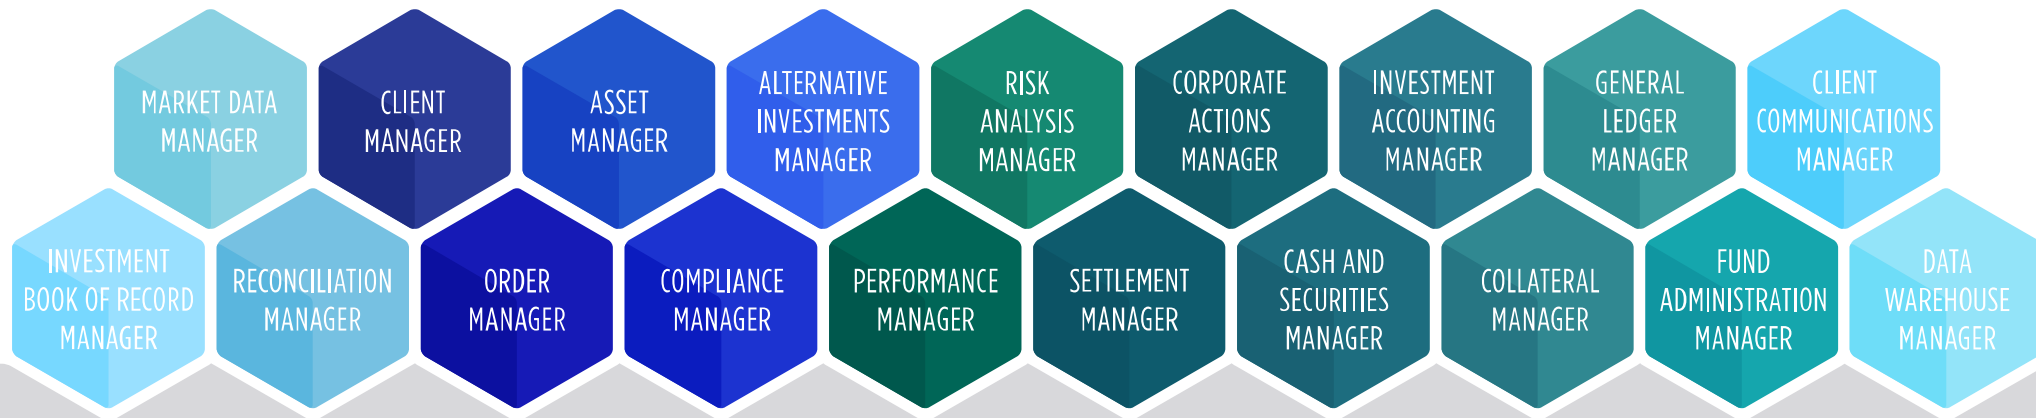 MARKET DATA
MANAGER
CLIENT
MANAGER
ASSET
MANAGER
ALTERNATIVE
INVESTMENTS
MANAGER
RISK
ANALYSIS
MANAGER
CORPORATE
ACTIONS
MANAGER
INVESTMENT
ACCOUNTING
MANAGER
GENERAL
LEDGER
MANAGER
CLIENT
COMMUNICATIONS
MANAGER
INVESTMENT
BOOK OF RECORD
MANAGER
RECONCILIATION
MANAGER
ORDER
MANAGER
COMPLIANCE
MANAGER
PERFORMANCE
MANAGER
SETTLEMENT
MANAGER
CASH AND
SECURITIES
MANAGER
COLLATERAL
MANAGER
FUND
ADMINISTRATION
MANAGER
DATA
WAREHOUSE
MANAGER